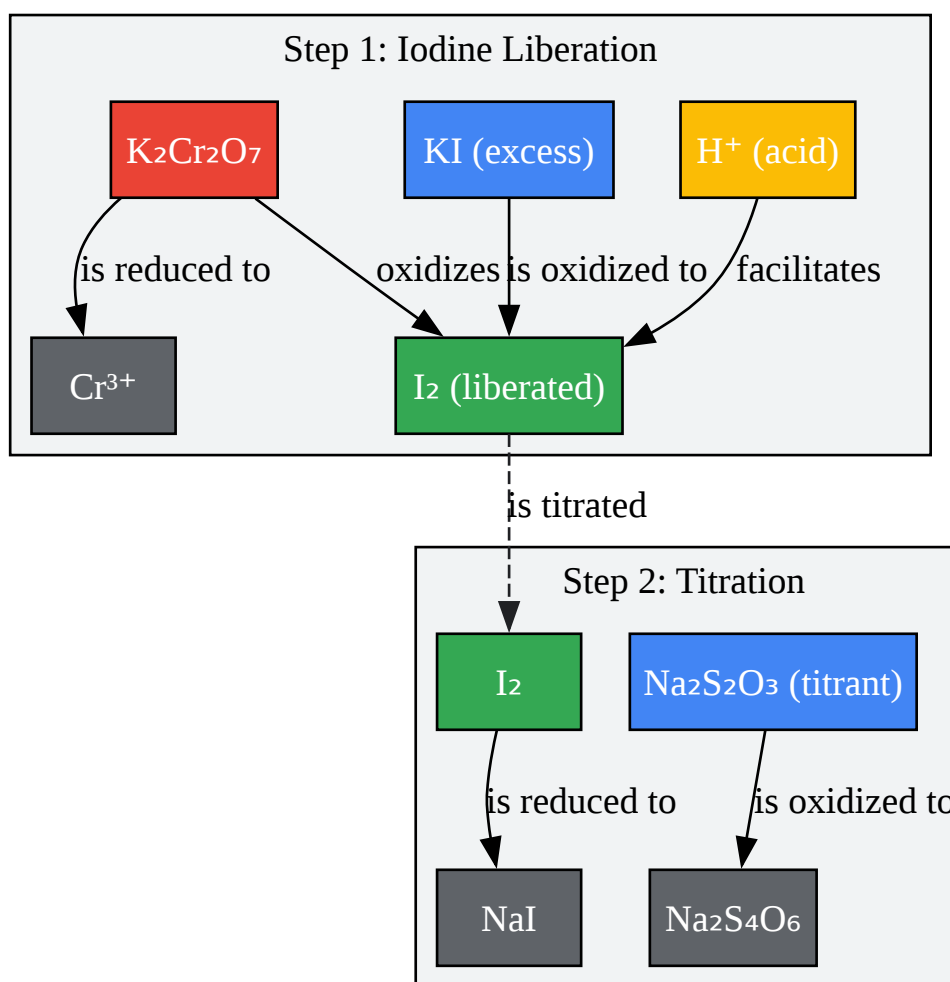 Step 1: Iodine Liberation
K₂Cr₂O₇
KI (excess)
H⁺ (acid)
is reduced to
oxidizes
is oxidized to
facilitates
Cr³⁺
I₂ (liberated)
is titrated
Step 2: Titration
I₂
Na₂S₂O₃ (titrant)
is reduced to
is oxidized to
NaI
Na₂S₄O₆